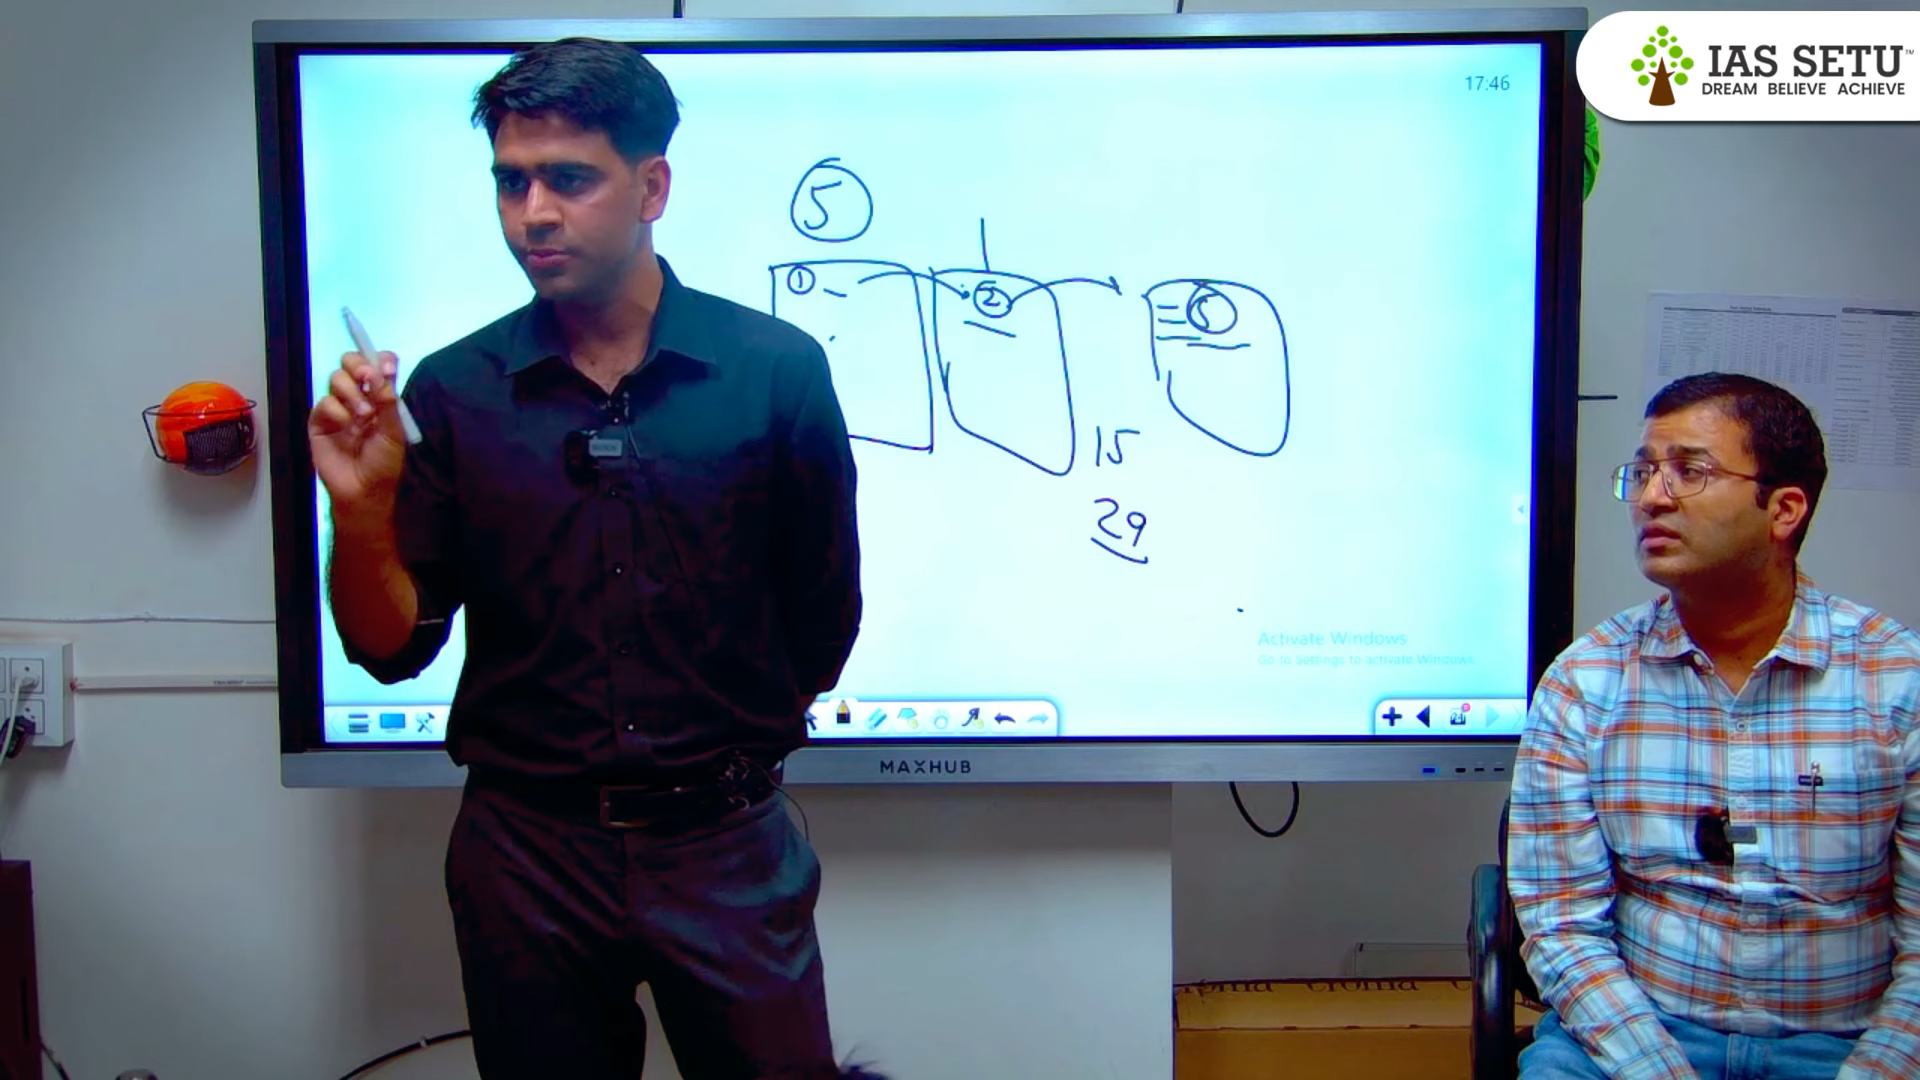 IAS SETU™
DREAM BELIEVE ACHIEVE
17:46
5
1
2
15
29
Activate Windows
Go to Settings to activate Windows.
MAXHUB
croma